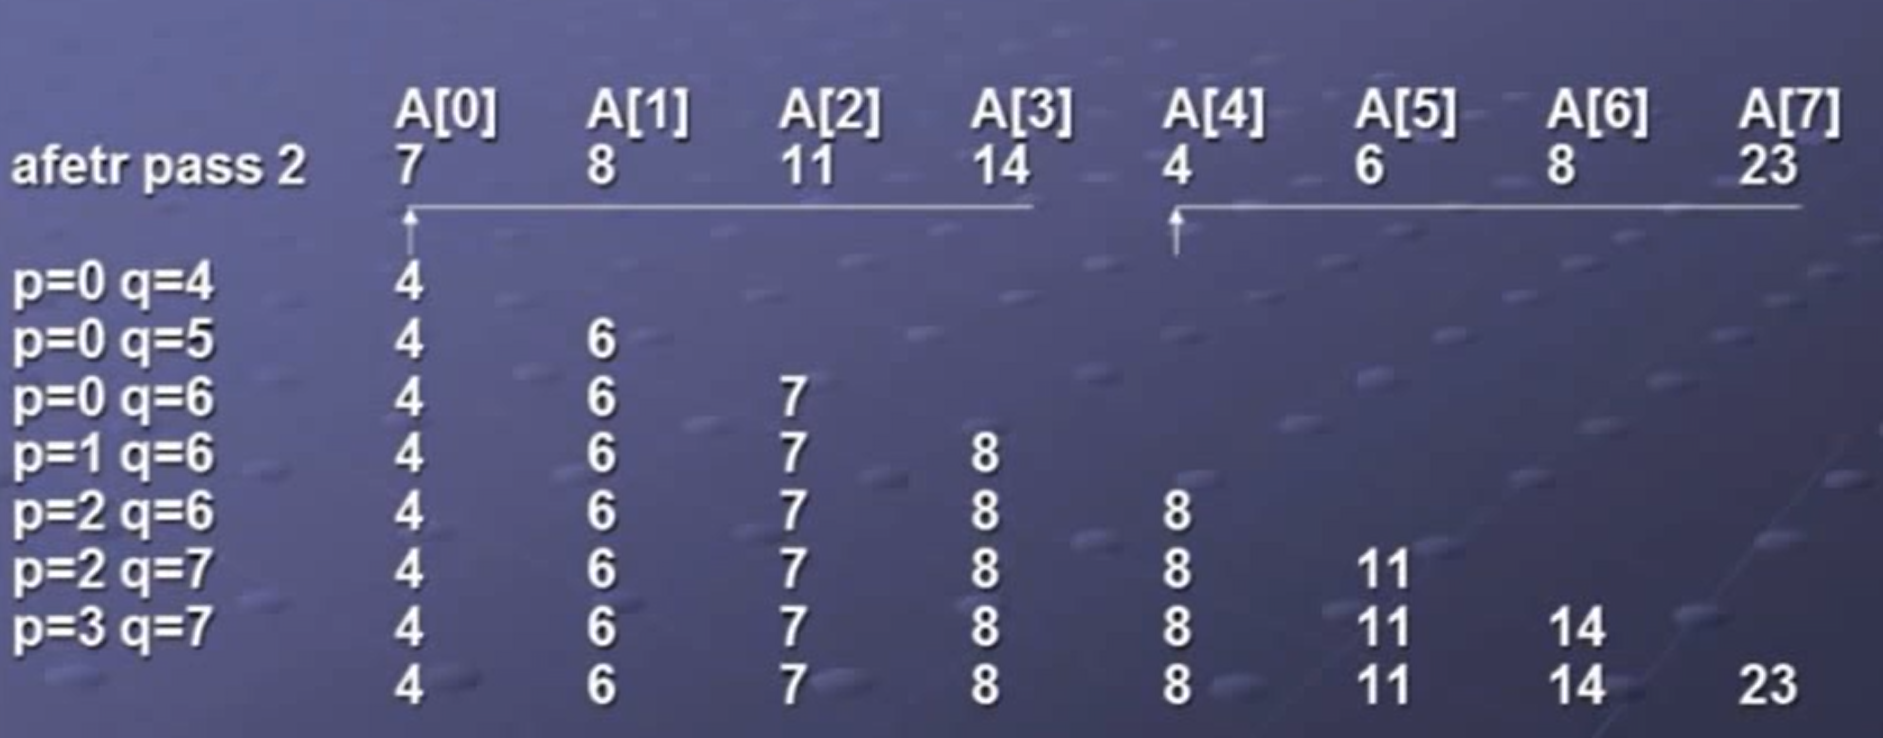 A[0] A[1] A[2] A[3] A[4] A[5] A[6] A[7]
afetr pass 2 7 8 11 14 4 6 8 23
p=0 q=4 4
p=0 q=5 4 6
p=0 q=6 4 6 7
p=1 q=6 4 6 7 8
p=2 q=6 4 6 7 8 8
p=2 q=7 4 6 7 8 8 11
p=3 q=7 4 6 7 8 8 11 14
4 6 7 8 8 11 14 23